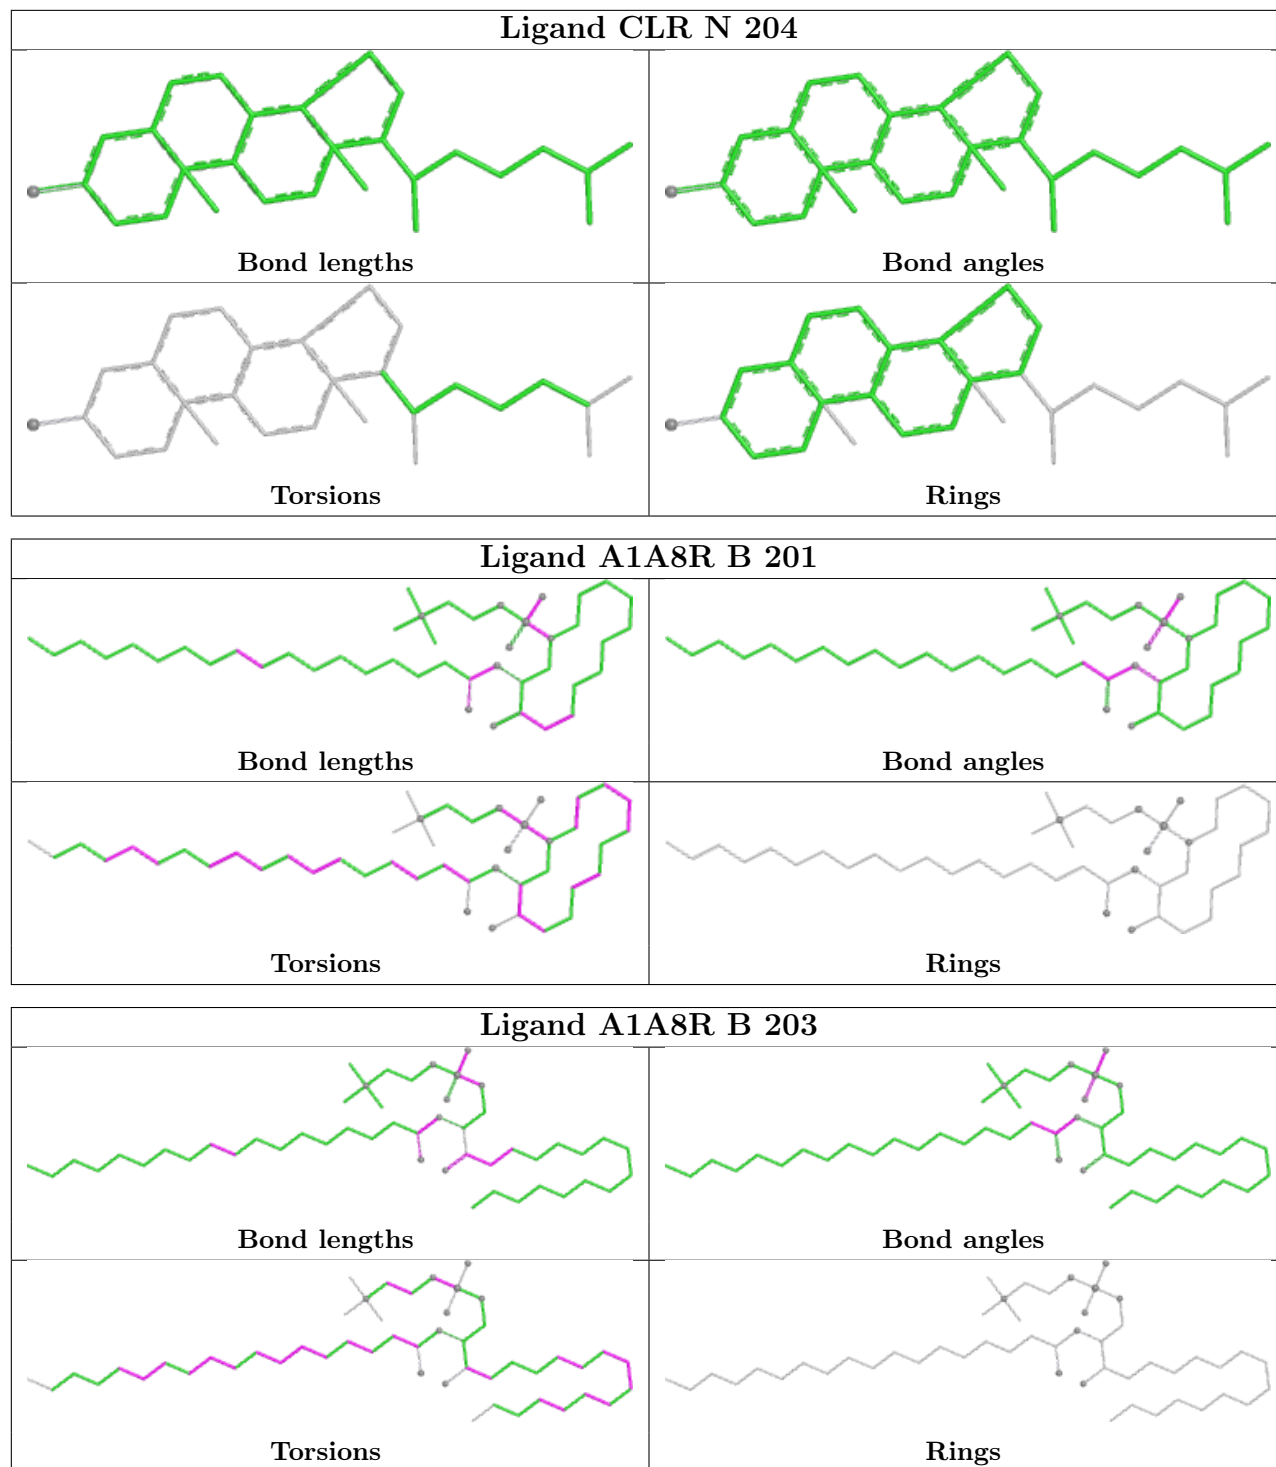 Ligand CLR N 204
Bond lengths
Bond angles
Torsions
Rings
Ligand A1A8R B 201
Bond lengths
Bond angles
Torsions
Rings
Ligand A1A8R B 203
Bond lengths
Bond angles
Torsions
Rings